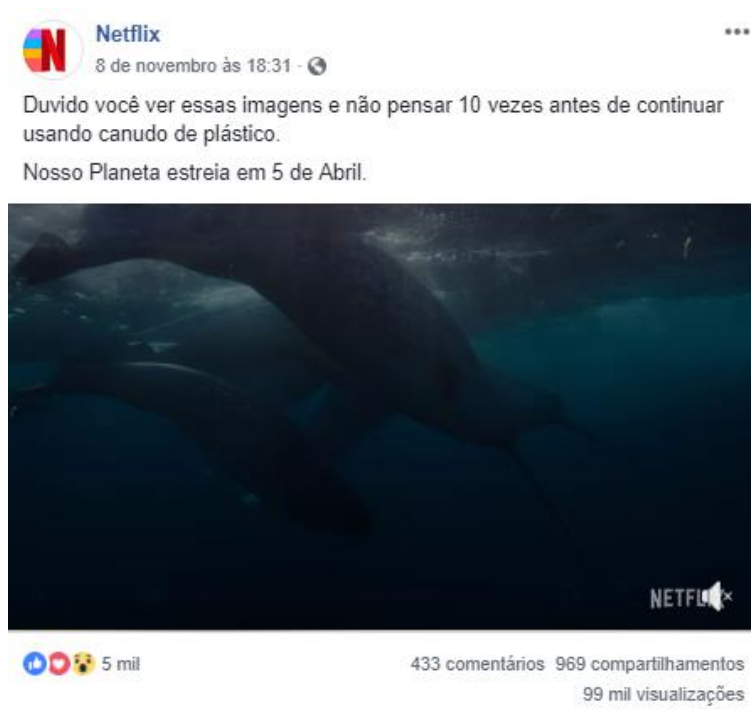 Netflix
8 de novembro às 18:31 ·
Duvido você ver essas imagens e não pensar 10 vezes antes de continuar
usando canudo de plástico.
Nosso Planeta estreia em 5 de Abril.
NETFLIX
5 mil
433 comentários 969 compartilhamentos
99 mil visualizações